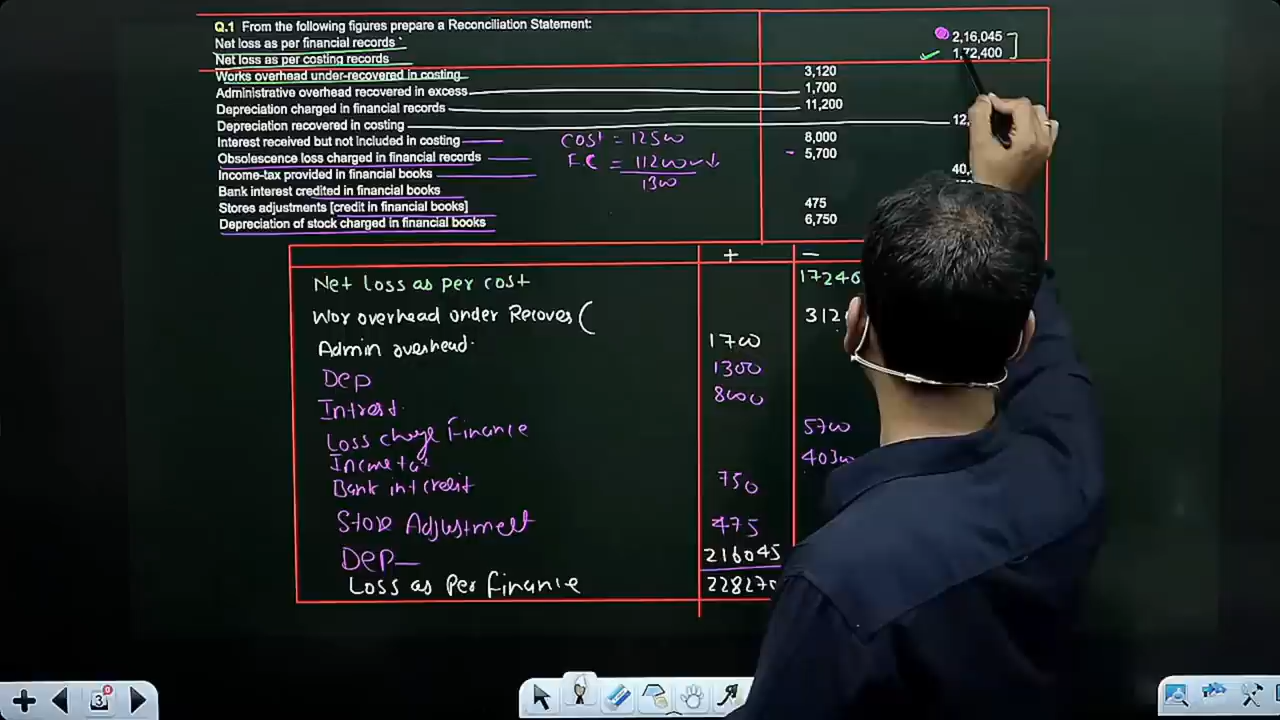 Q.1 From the following figures prepare a Reconciliation Statement:
Net loss as per financial records 2,16,045
Net loss as per costing records 1,72,400
Works overhead under-recovered in costing 3,120
Administrative overhead recovered in excess 1,700
Depreciation charged in financial records 11,200
Depreciation recovered in costing 12,
Interest received but not included in costing 8,000
Obsolescence loss charged in financial records 5,700
Income-tax provided in financial books 40,
Bank interest credited in financial books
Stores adjustments [credit in financial books] 475
Depreciation of stock charged in financial books 6,750
Cost = 12500
= 11200
1300
+ −
Net loss as per cost 1724
Wor overhead under Recover ( 312
Admin overhead 1700
Dep 1300
Intrest 8000
Loss charge Finance 5700
Income tax 4030
Bank int credit 750
Store Adjustment 475
Dep 216045
Loss as per finance 22827
3